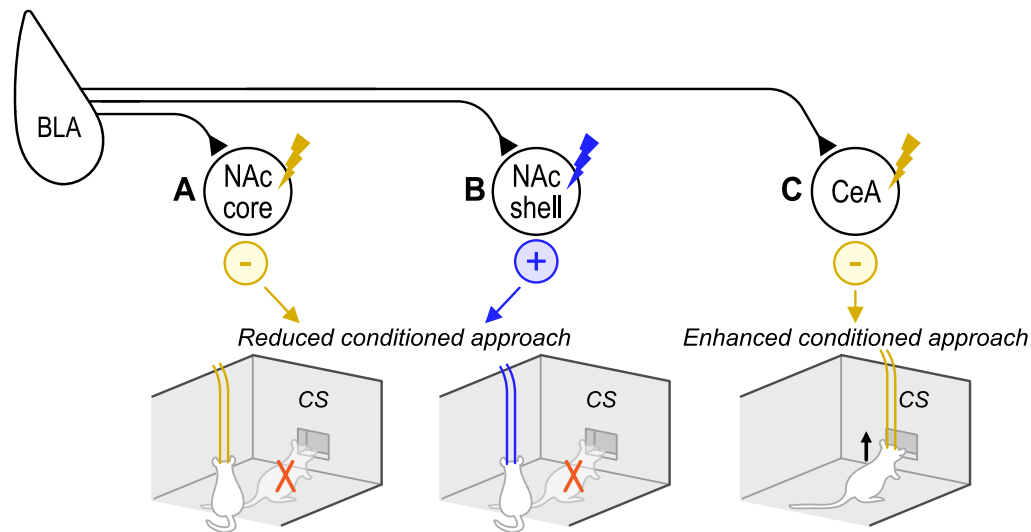 BLA
A
NAc
core
B
NAc
shell
C
CeA
-
+
-
Reduced conditioned approach
Enhanced conditioned approach
CS
CS
CS